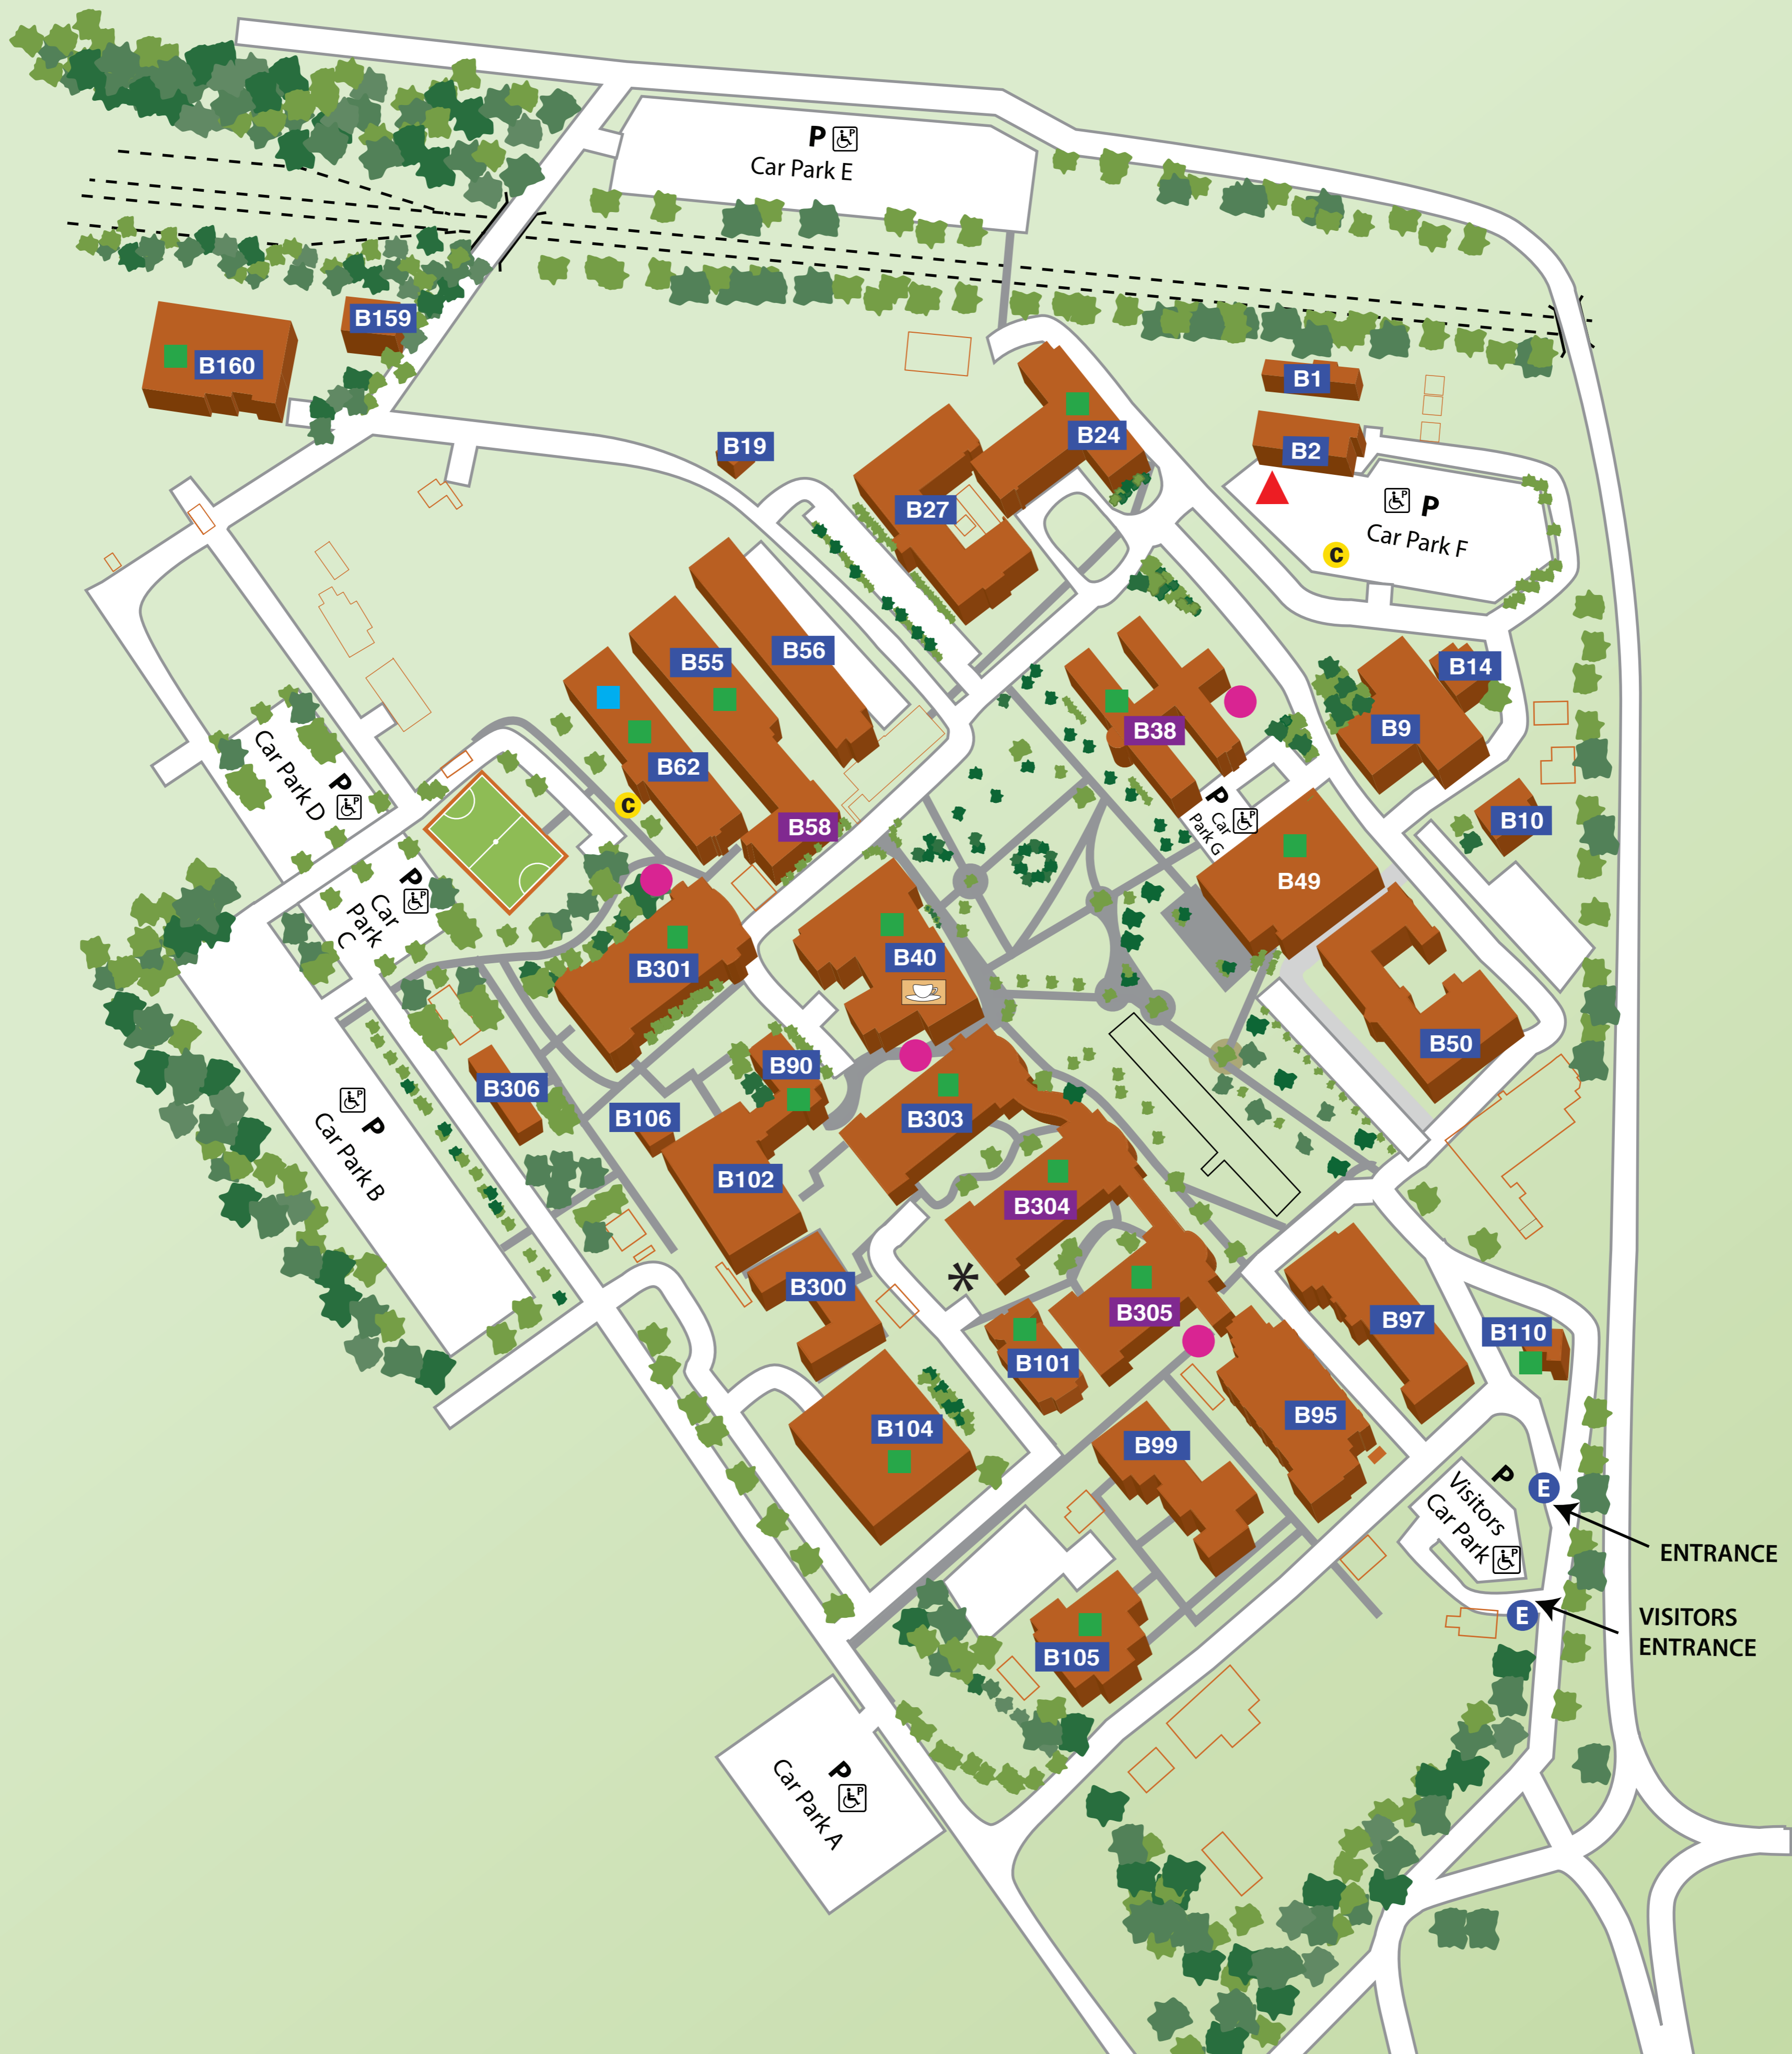 P
Car Park E
B159
B160
B1
B24
B19
B2
P
B27
Car Park F
C
B56
B55
B14
B38
B9
B62
Car Park D
P
P
Car
Park G
C
B10
B58
B49
P
Car
Park
C
B40
B301
B50
B90
B306
B106
B303
P
Car Park B
B102
B304
*
B300
B305
B97
B110
B101
B95
B104
B99
P
Visitors
Car Park
E
ENTRANCE
E
VISITORS
ENTRANCE
B105
P
Car Park A